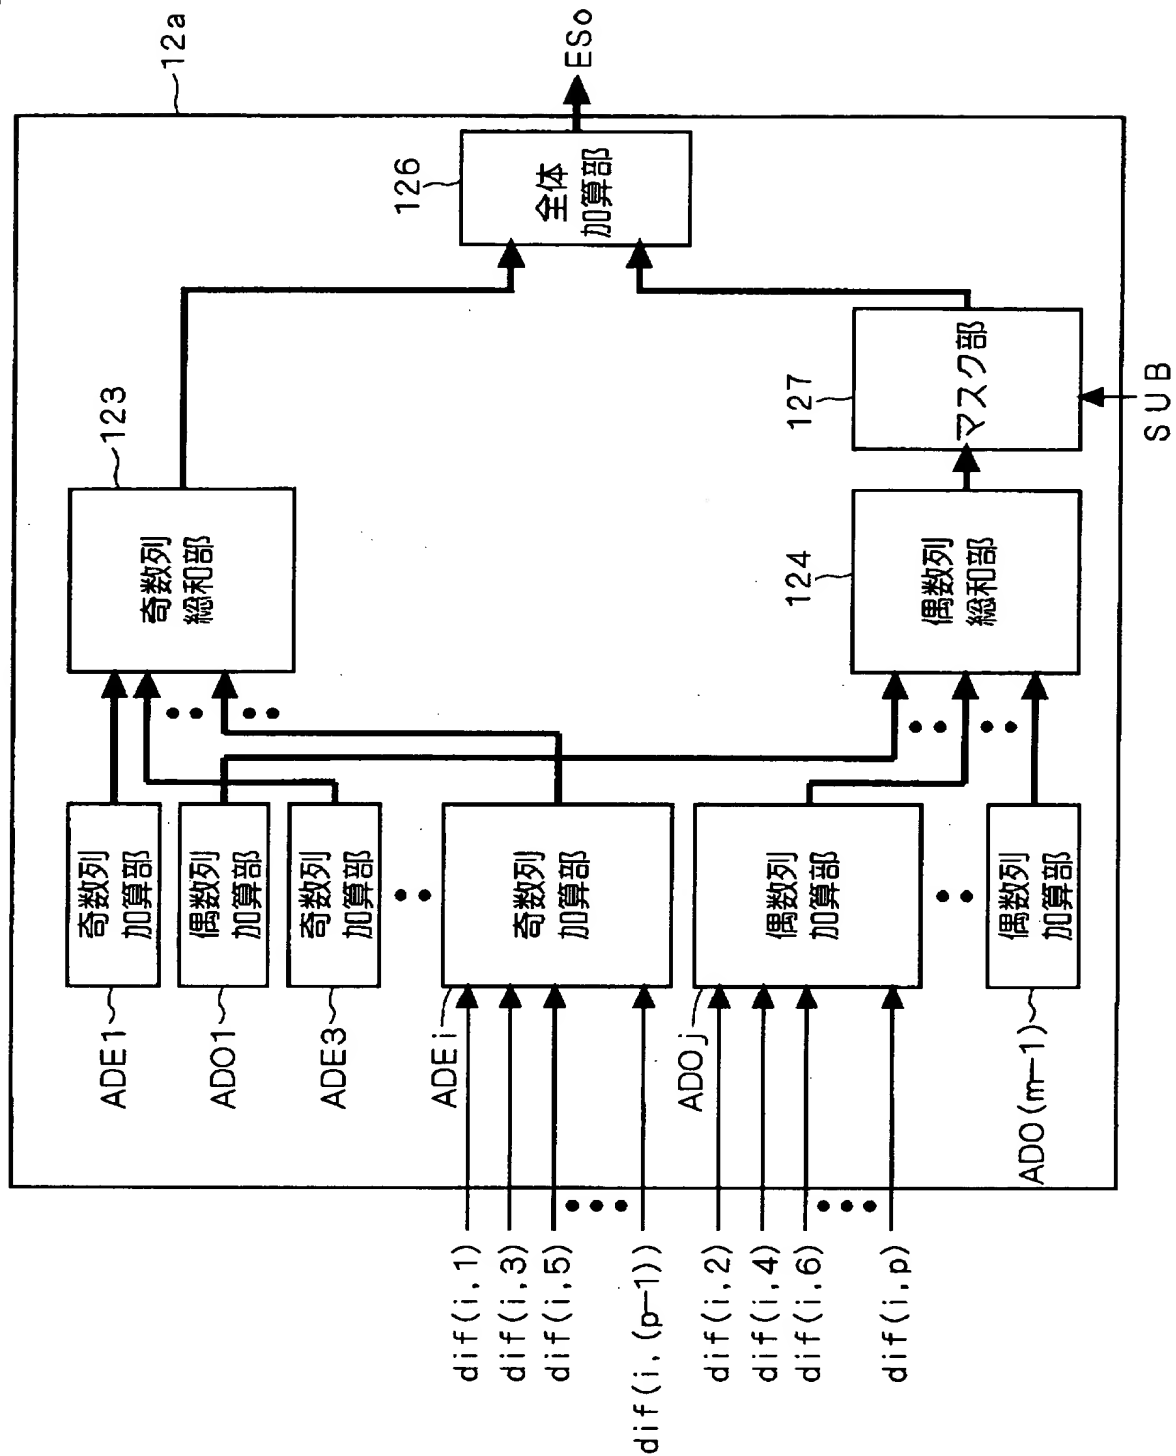 12a
ESo
126
全体
加算部
123
奇数列
総和部
127
マスク部
SUB
124
偶数列
総和部
奇数列
加算部
ADE1
偶数列
加算部
ADO1
奇数列
加算部
ADE3
奇数列
加算部
ADEi
偶数列
加算部
ADOj
偶数列
加算部
ADO(m-1)
dif(i,1)
dif(i,3)
dif(i,5)
dif(i,(p-1))
dif(i,2)
dif(i,4)
dif(i,6)
dif(i,p)